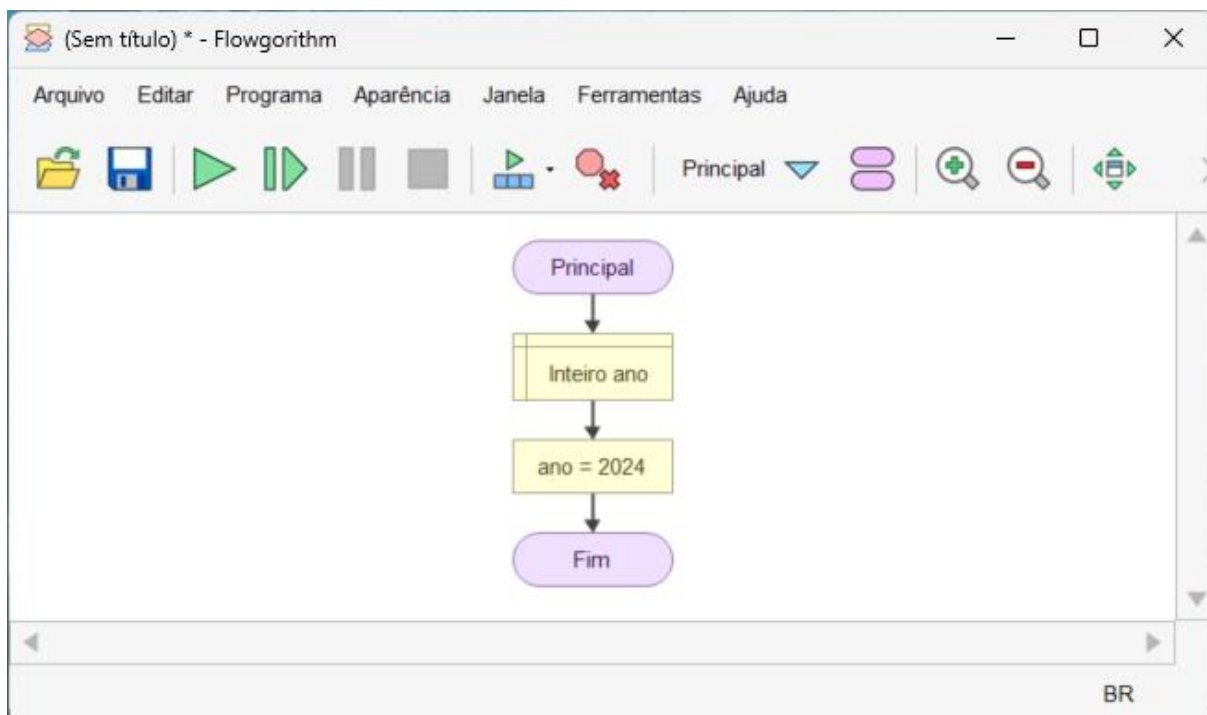 (Sem título) * - Flowgorithm
Arquivo Editar Programa Aparência Janela Ferramentas Ajuda
Principal
Principal
Inteiro ano
ano = 2024
Fim
BR